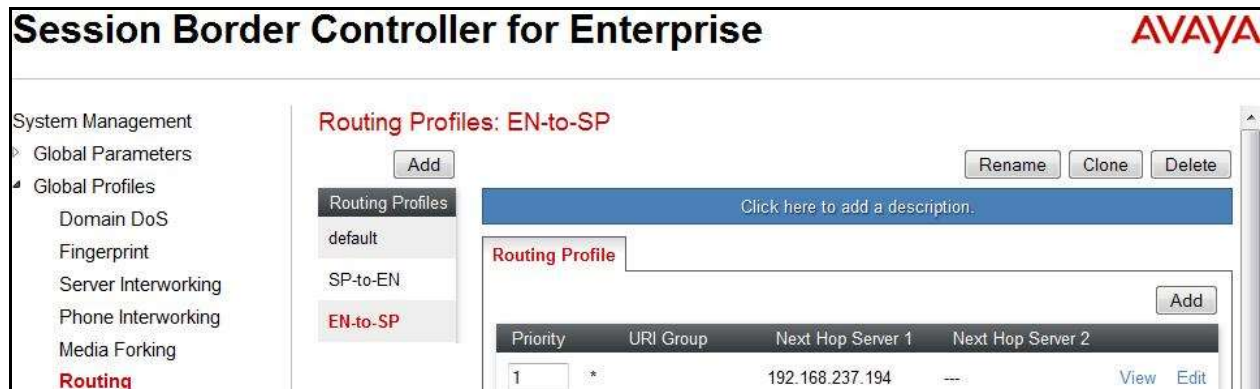 Session Border Controller for Enterprise
AVAYA
System Management
Global Parameters
Global Profiles
Domain DoS
Fingerprint
Server Interworking
Phone Interworking
Media Forking
Routing
Routing Profiles: EN-to-SP
Add
Rename Clone Delete
Routing Profiles
default
SP-to-EN
EN-to-SP
Click here to add a description.
Routing Profile
Add
Priority URI Group Next Hop Server 1 Next Hop Server 2
1 * 192.168.237.194 --- View Edit